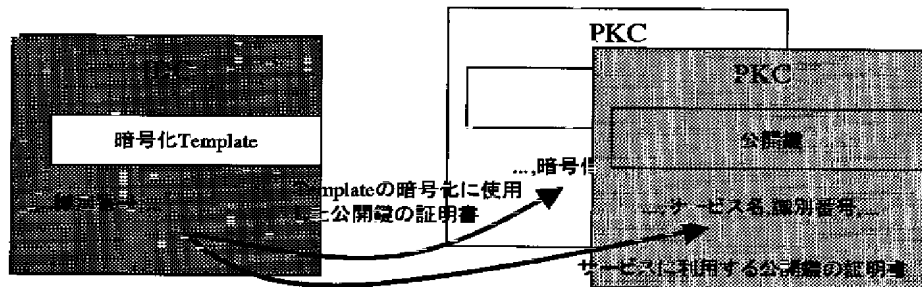 PKC
PKC
暗号化Template
公開鍵
...,暗号
Templateの暗号化に使用
公開鍵の証明書
...,サービス名,識別番号,...
サービスに利用する公開鍵の証明書